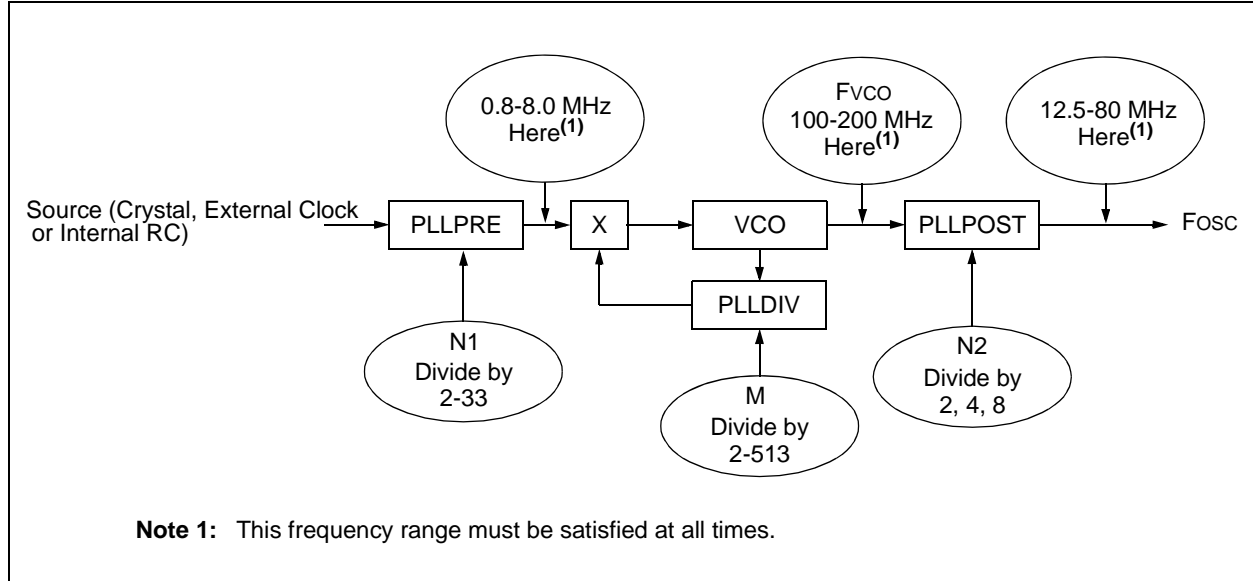 0.8-8.0 MHz
Here(1)
FVCO
100-200 MHz
Here(1)
12.5-80 MHz
Here(1)
Source (Crystal, External Clock
or Internal RC)
PLLPRE
X
VCO
PLLPOST
FOSC
PLLDIV
N1
Divide by
2-33
M
Divide by
2-513
N2
Divide by
2, 4, 8
Note 1: This frequency range must be satisfied at all times.